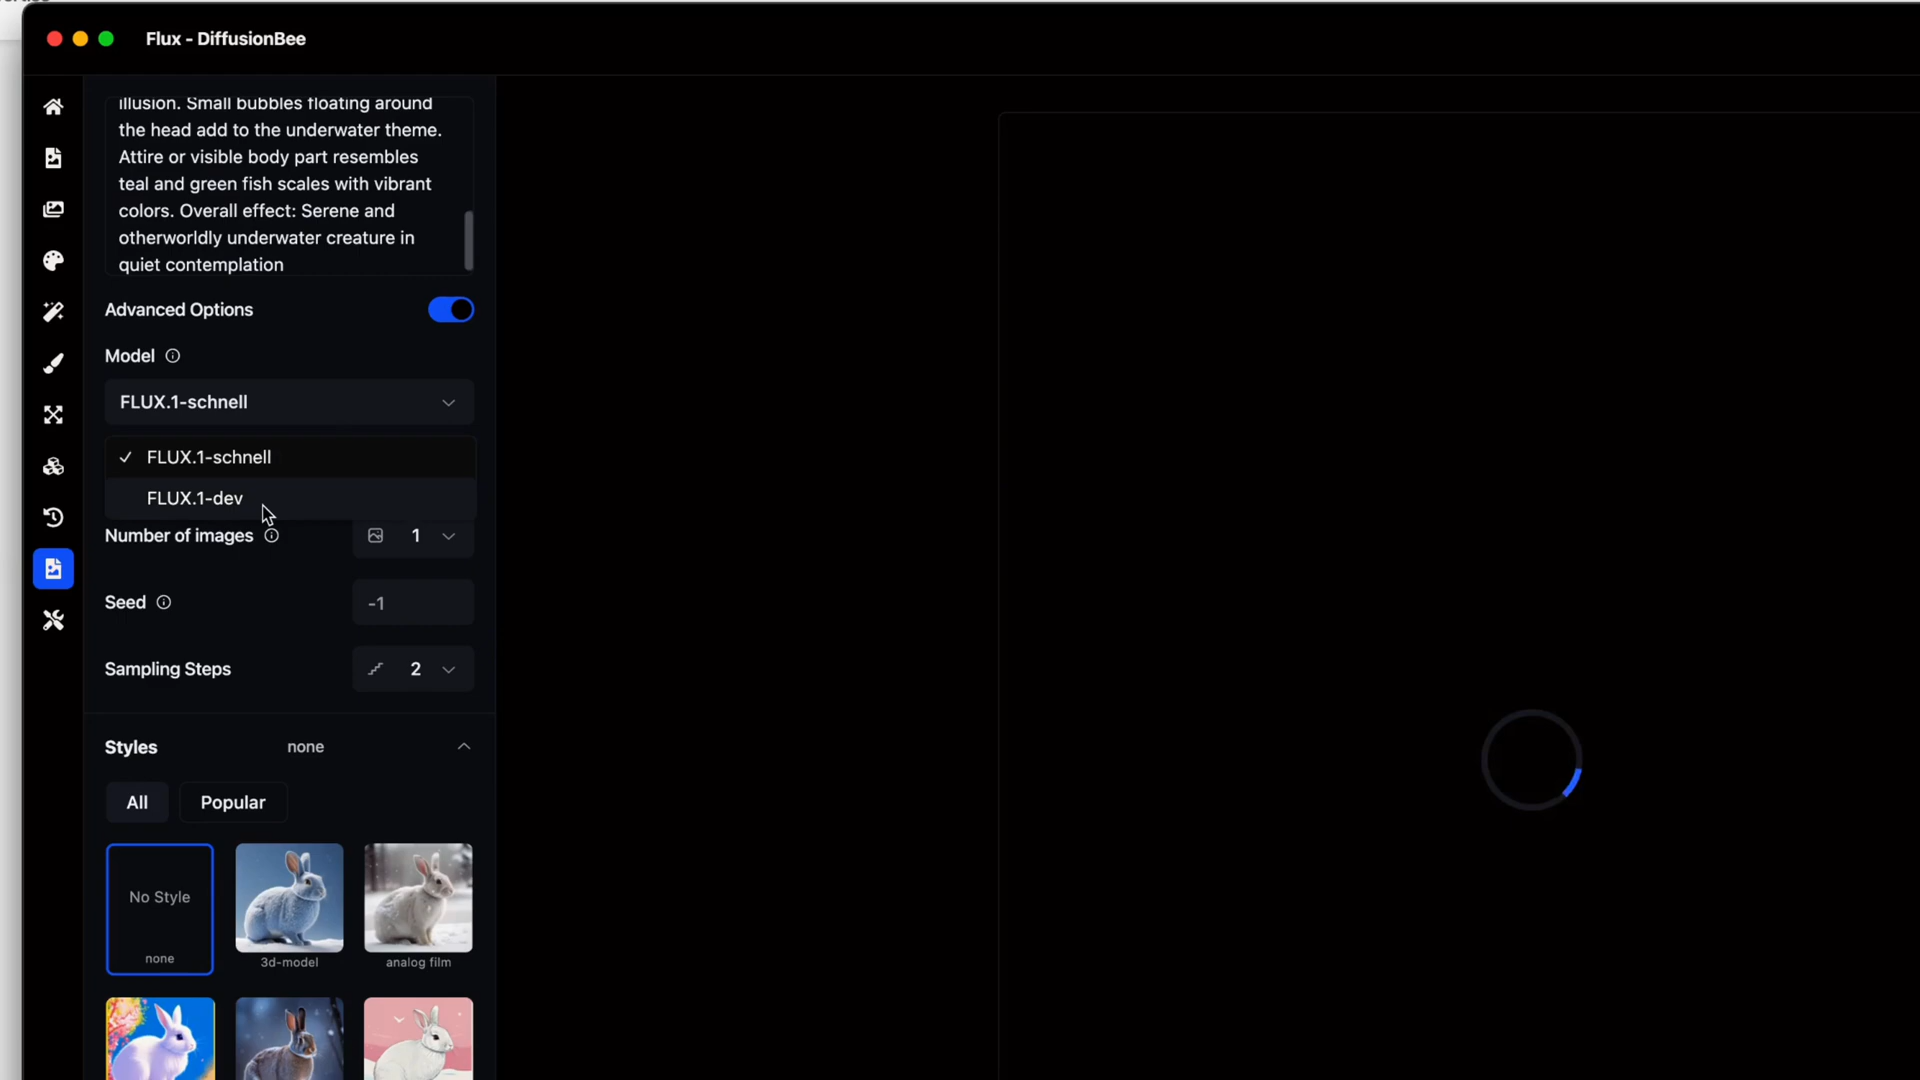 Flux - DiffusionBee
illusion. Small bubbles floating around
the head add to the underwater theme.
Attire or visible body part resembles
teal and green fish scales with vibrant
colors. Overall effect: Serene and
otherworldly underwater creature in
quiet contemplation
Advanced Options
Model
FLUX.1-schnell
FLUX.1-schnell
FLUX.1-dev
Number of images 1
Seed -1
Sampling Steps 2
Styles none
All Popular
No Style
none 3d-model analog film